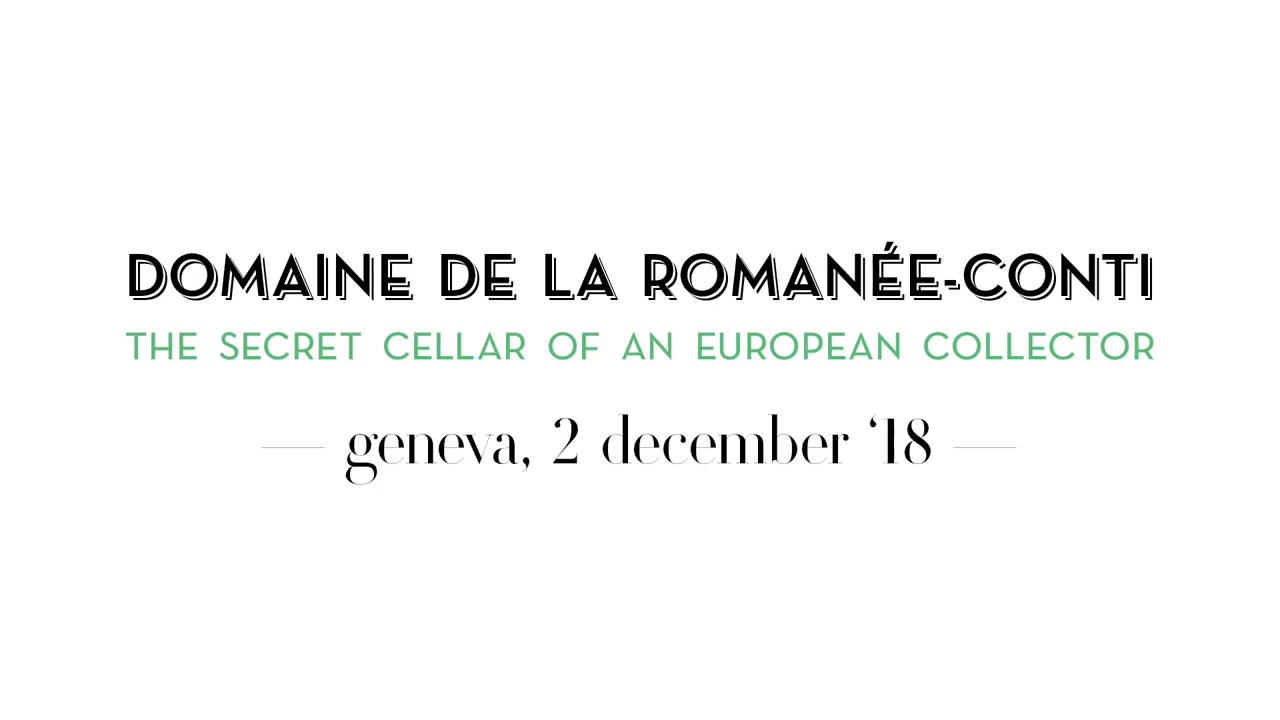 DOMAINE DE LA ROMANÉE-CONTI
THE SECRET CELLAR OF AN EUROPEAN COLLECTOR
geneva, 2 december ‘18